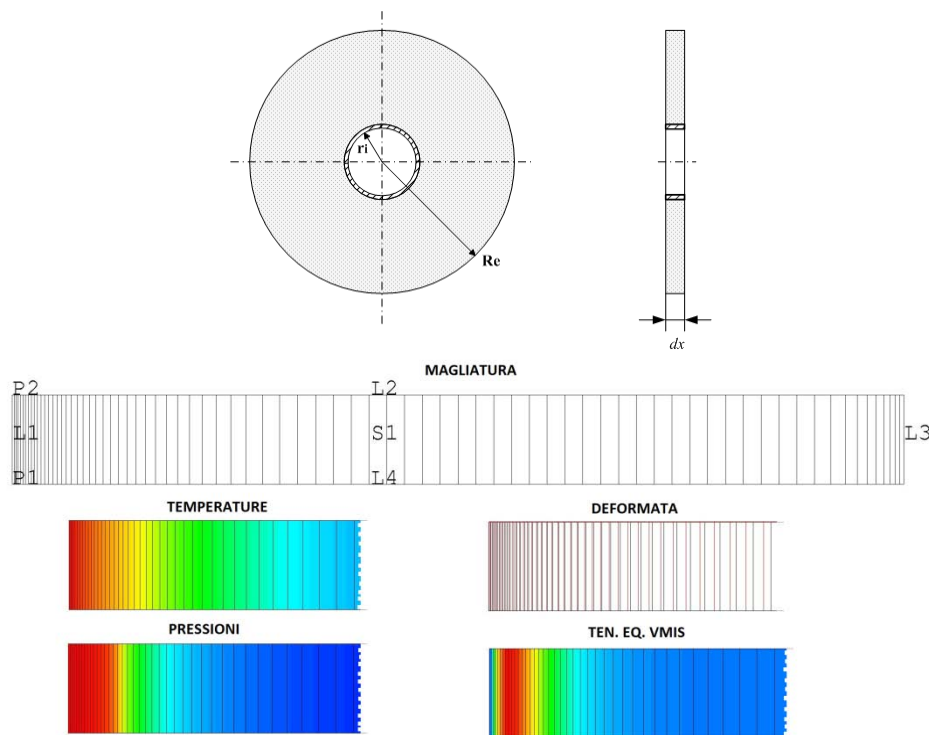 ri
Re
dx
MAGLIATURA
P2 L2
L1 S1 L3
P1 L4
TEMPERATURE DEFORMATA
PRESSIONI TEN. EQ. VMIS